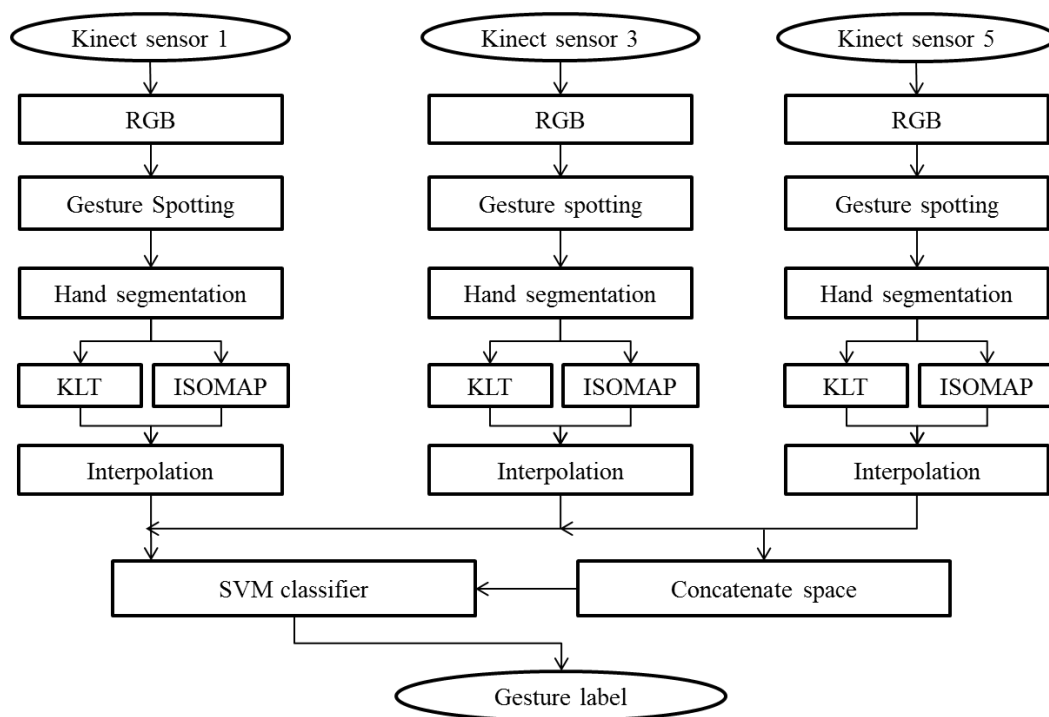 Kinect sensor 1
Kinect sensor 3
Kinect sensor 5
RGB
RGB
RGB
Gesture Spotting
Gesture spotting
Gesture spotting
Hand segmentation
Hand segmentation
Hand segmentation
KLT
ISOMAP
KLT
ISOMAP
KLT
ISOMAP
Interpolation
Interpolation
Interpolation
SVM classifier
Concatenate space
Gesture label